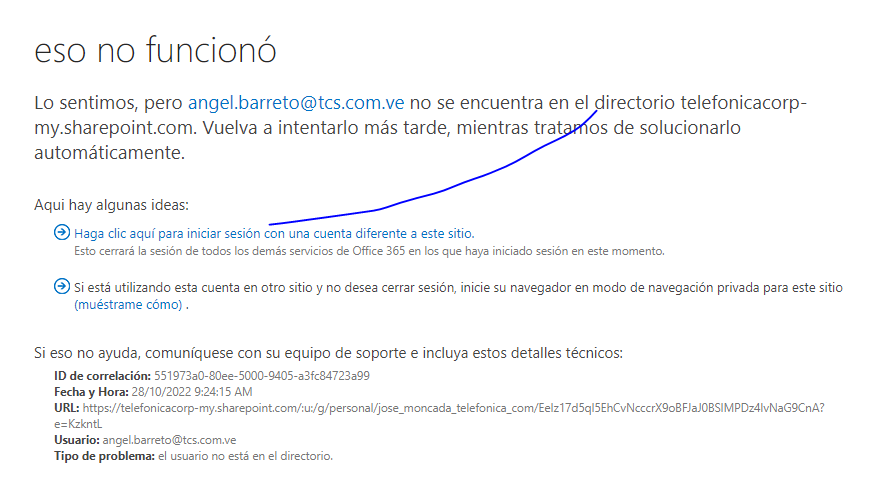 eso no funcionó
Lo sentimos, pero angel.barreto@tcs.com.ve no se encuentra en el directorio telefonicacorp-
my.sharepoint.com. Vuelva a intentarlo más tarde, mientras tratamos de solucionarlo
automáticamente.
Aqui hay algunas ideas:
Haga clic aquí para iniciar sesión con una cuenta diferente a este sitio.
Esto cerrará la sesión de todos los demás servicios de Office 365 en los que haya iniciado sesión en este momento.
Si está utilizando esta cuenta en otro sitio y no desea cerrar sesión, inicie su navegador en modo de navegación privada para este sitio
(muéstrame cómo) .
Si eso no ayuda, comuníquese con su equipo de soporte e incluya estos detalles técnicos:
ID de correlación: 551973a0-80ee-5000-9405-a3fc84723a99
Fecha y Hora: 28/10/2022 9:24:15 AM
URL: https://telefonicacorp-my.sharepoint.com/:u:/g/personal/jose_moncada_telefonica_com/Eelz17d5ql5EhCvNcccrX9oBFJaJ0BSlMPDz4lvNaG9CnA?
e=KzkntL
Usuario: angel.barreto@tcs.com.ve
Tipo de problema: el usuario no está en el directorio.